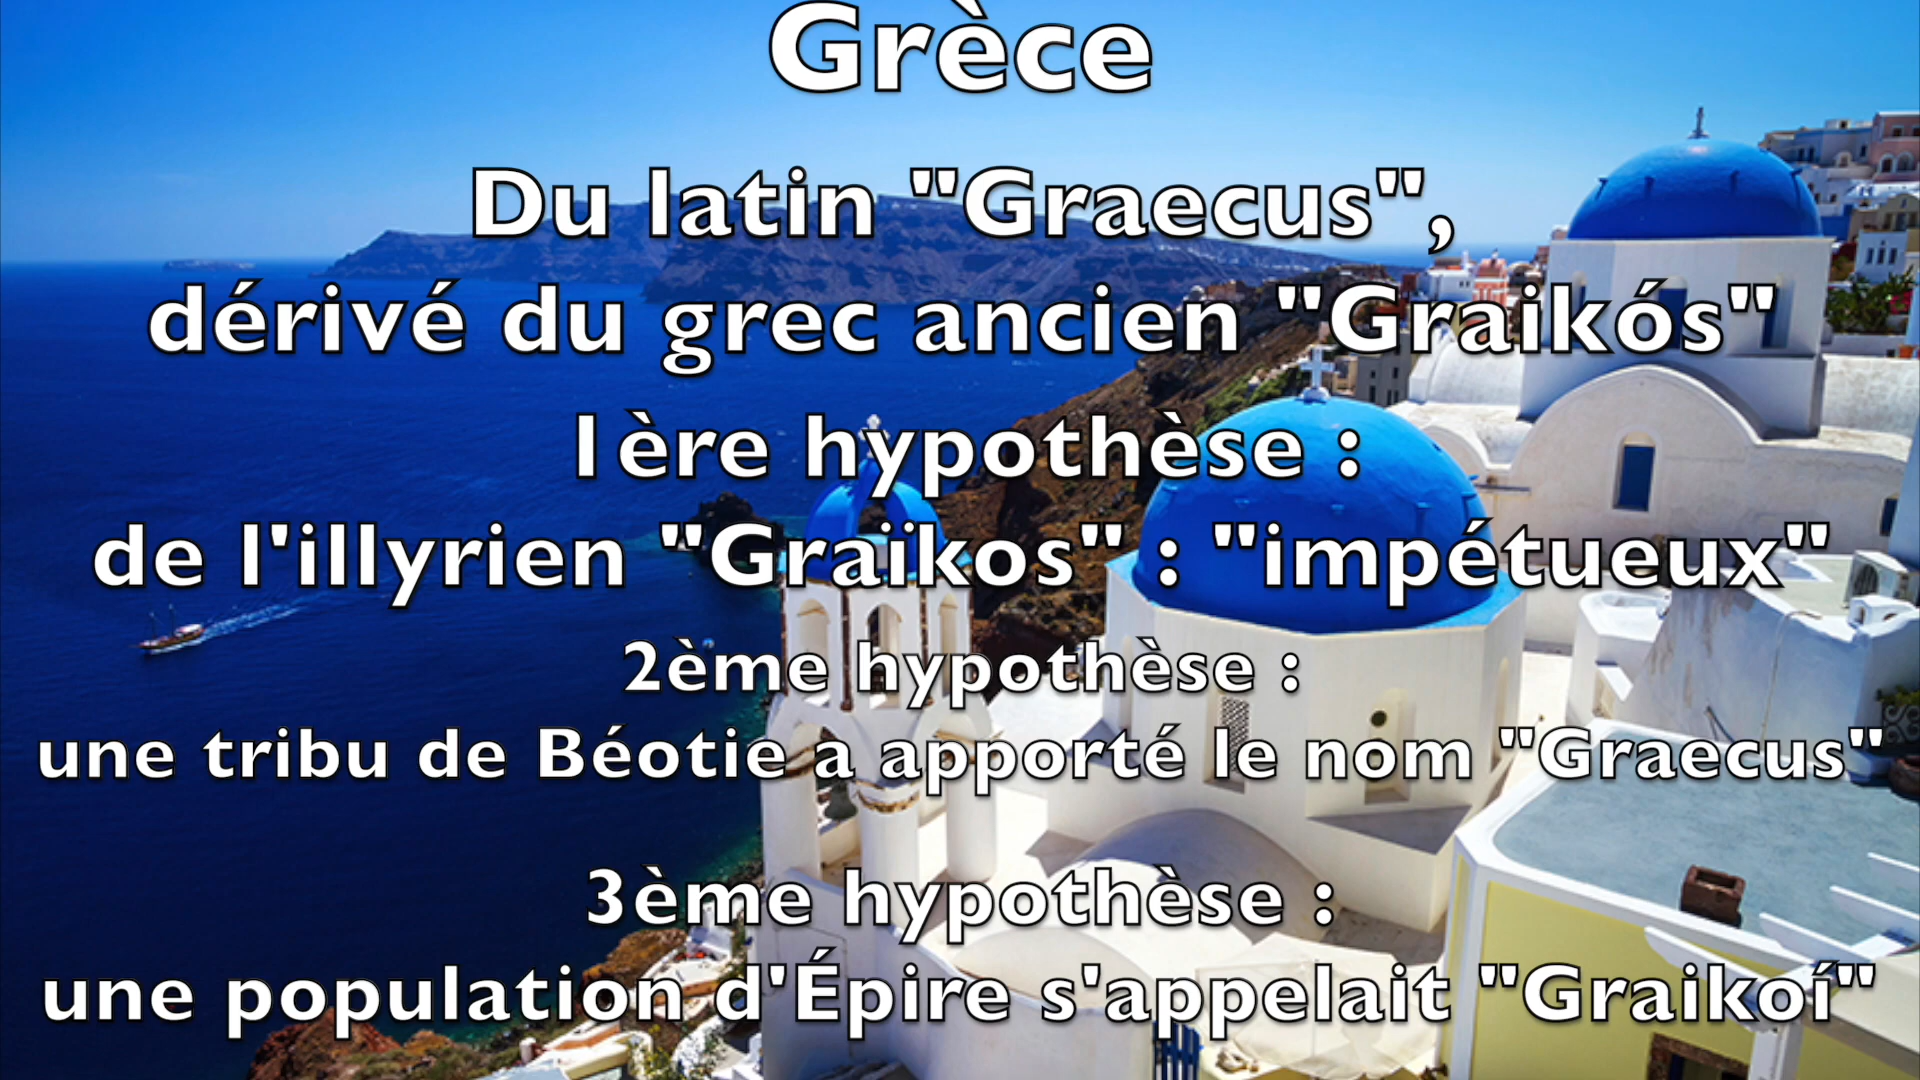 Grèce
Du latin "Graecus",
dérivé du grec ancien "Graikós"
1ère hypothèse :
de l'illyrien "Graïkos" : "impétueux"
2ème hypothèse :
une tribu de Béotie a apporté le nom "Graecus"
3ème hypothèse :
une population d'Épire s'appelait "Graikoí"